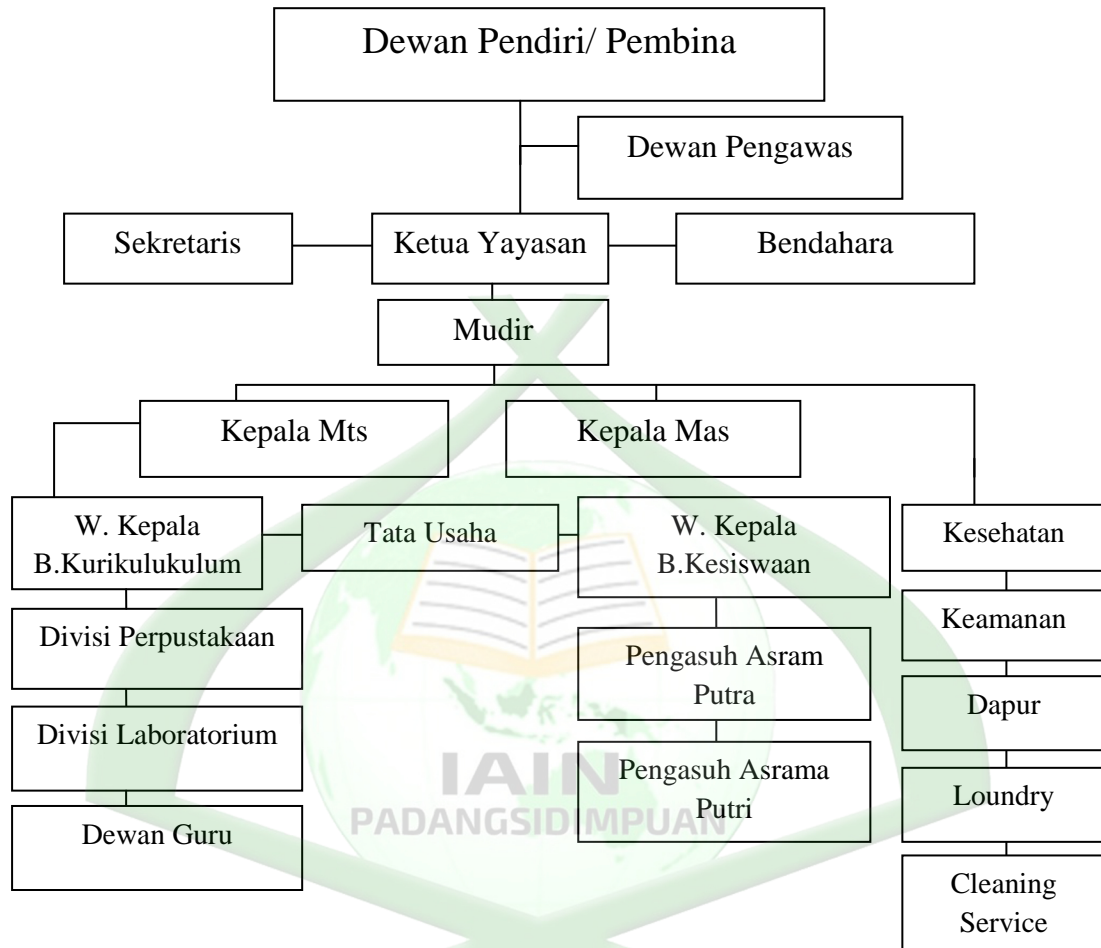 Dewan Pendiri/ Pembina
Dewan Pengawas
Sekretaris
Ketua Yayasan
Bendahara
Mudir
Kepala Mts
Kepala Mas
W. Kepala
B.Kurikulukulum
Tata Usaha
W. Kepala
B.Kesiswaan
Kesehatan
Divisi Perpustakaan
Pengasuh Asram
Putra
Keamanan
Divisi Laboratorium
Pengasuh Asrama
Putri
Dapur
Dewan Guru
Loundry
Cleaning
Service
IAIN
PADANGSIDIMPUAN